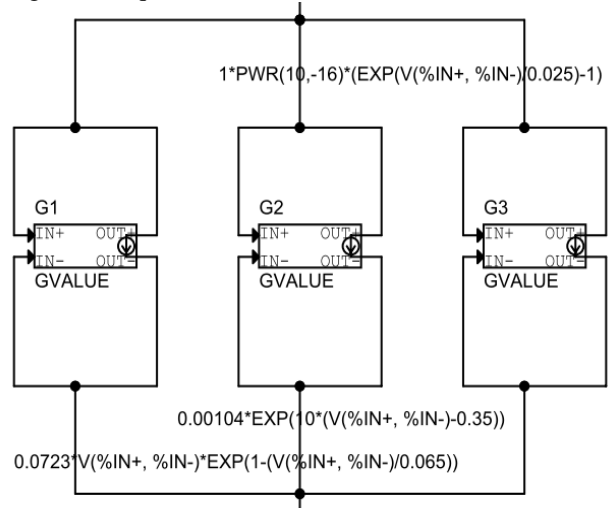 1*PWR(10,-16)*(EXP(V(%IN+, %IN-)/0.025)-1)
G1
G2
G3
IN+ OUT+
IN+ OUT+
IN+ OUT+
IN- OUT-
IN- OUT-
IN- OUT-
GVALUE
GVALUE
GVALUE
0.00104*EXP(10*(V(%IN+, %IN-)-0.35))
0.0723*V(%IN+, %IN-)*EXP(1-(V(%IN+, %IN-)/0.065))